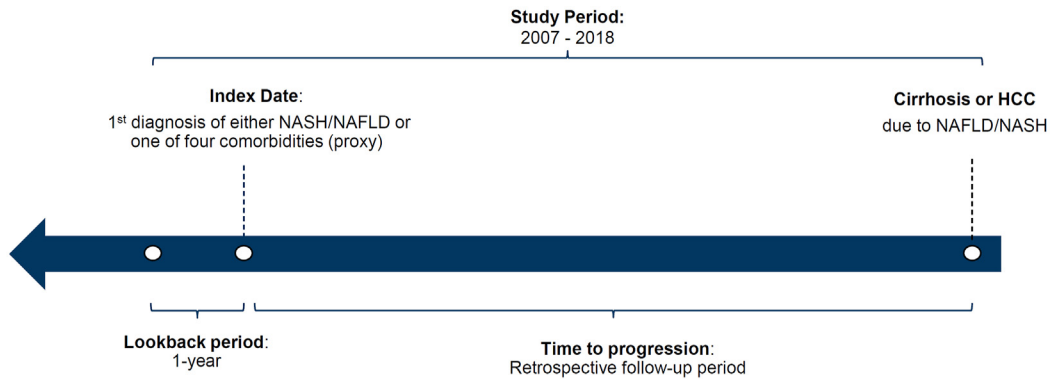 Study Period:
2007 - 2018
Index Date:
1st diagnosis of either NASH/NAFLD or
one of four comorbidities (proxy)
Cirrhosis or HCC
due to NAFLD/NASH
Lookback period:
1-year
Time to progression:
Retrospective follow-up period